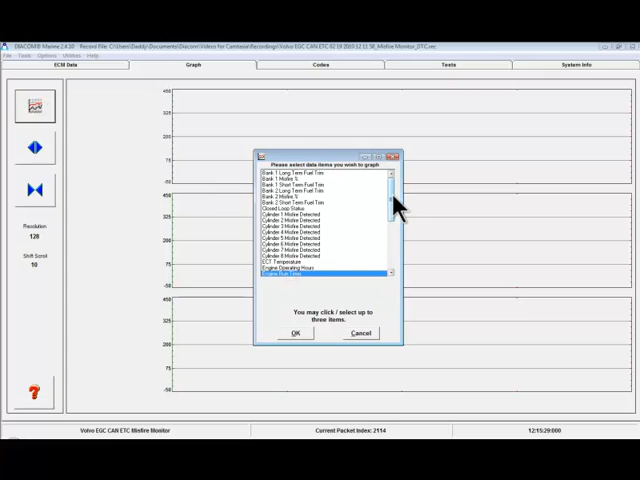 DIACOM® Marine 2.4.20 Record File: C:\Users\Daddy\Documents\Diacom\Videos for Camtasia\Recordings\Volvo EGC CAN ETC 02 19 2010 12.11.58_Misfire Monitor_DTC.rec
File Tools Options Utilities Help
ECM Data Graph Codes Tests System Info
Resolution
128
Shift Scroll
10
450
325
200
75
-50
450
325
200
75
-50
450
325
200
75
-50
Please select data items you wish to graph
Bank 1 Long Term Fuel Trim
Bank 1 Misfire %
Bank 1 Short Term Fuel Trim
Bank 2 Long Term Fuel Trim
Bank 2 Misfire %
Bank 2 Short Term Fuel Trim
Closed Loop Status
Cylinder 1 Misfire Detected
Cylinder 2 Misfire Detected
Cylinder 3 Misfire Detected
Cylinder 4 Misfire Detected
Cylinder 5 Misfire Detected
Cylinder 6 Misfire Detected
Cylinder 7 Misfire Detected
Cylinder 8 Misfire Detected
ECT Temperature
Engine Operating Hours
Engine Run Time
You may click / select up to
three items.
OK Cancel
?
Volvo EGC CAN ETC Misfire Monitor Current Packet Index: 2114 12:15:29:000